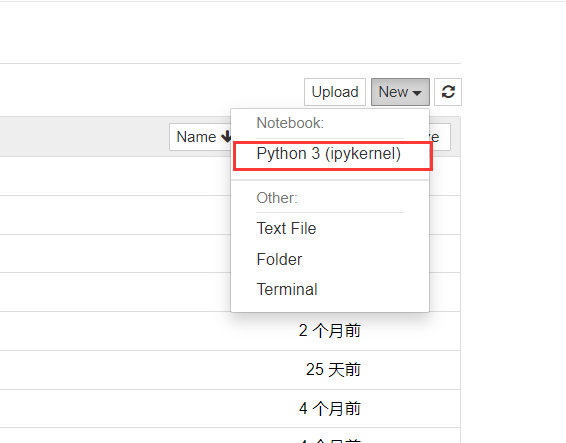 Upload New
Name
Notebook:
Python 3 (ipykernel)
Other:
Text File
Folder
Terminal
2 个月前
25 天前
4 个月前